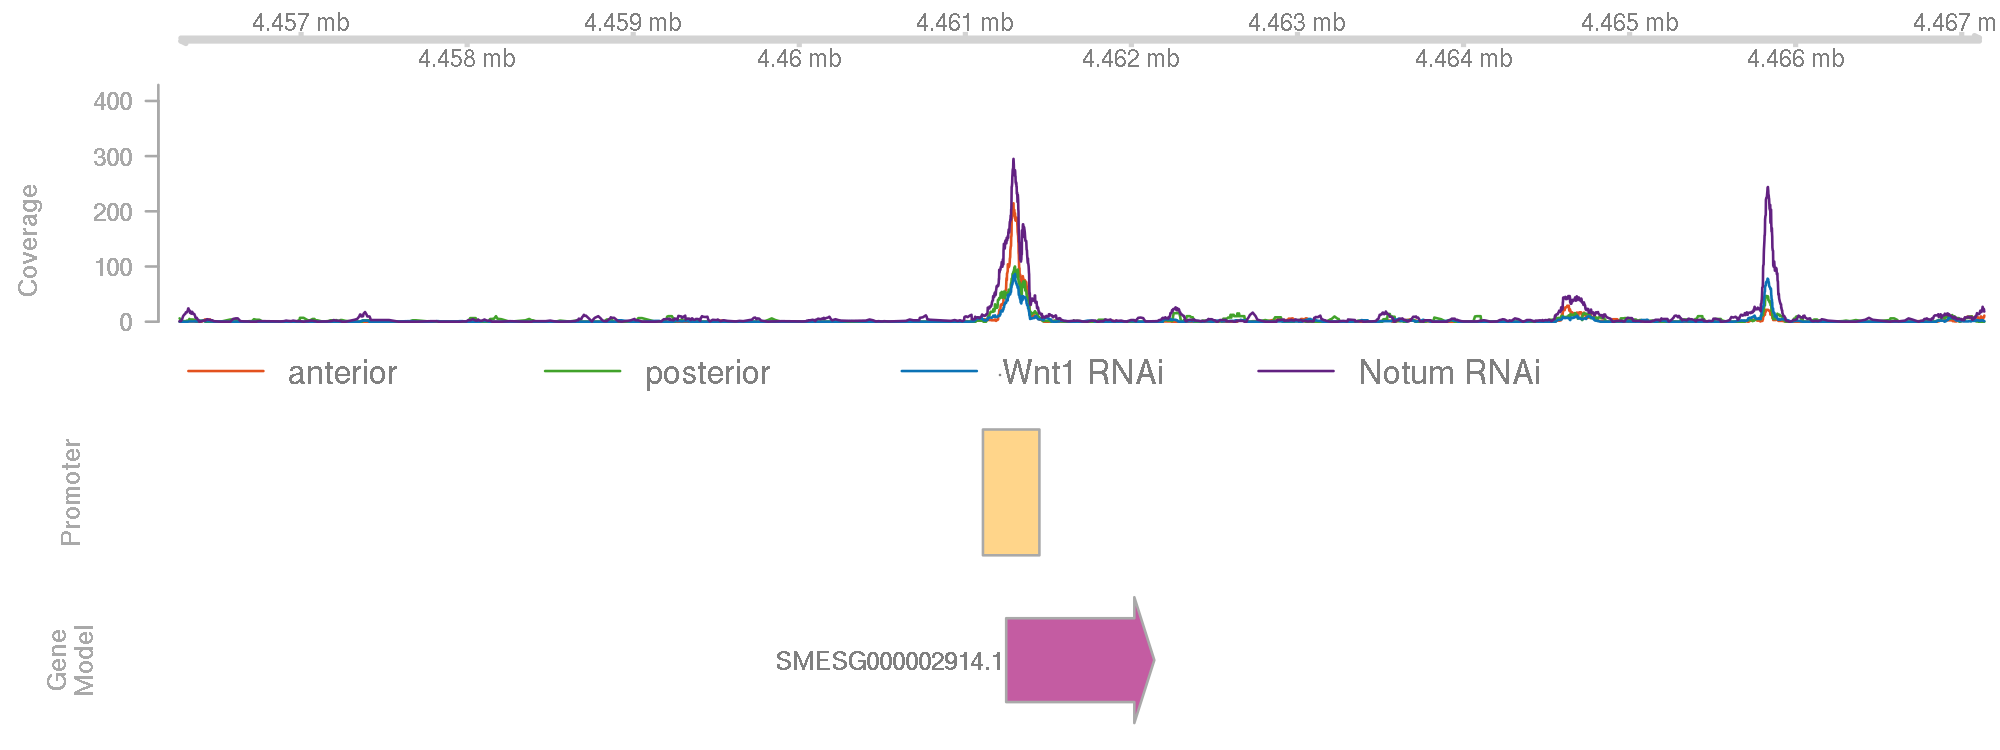 4.457 mb 4.459 mb 4.461 mb 4.463 mb 4.465 mb 4.467 m
4.458 mb 4.46 mb 4.462 mb 4.464 mb 4.466 mb
Coverage
400
300
200
100
0
anterior posterior Wnt1 RNAi Notum RNAi
Promoter
Gene
Model
SMESG000002914.1